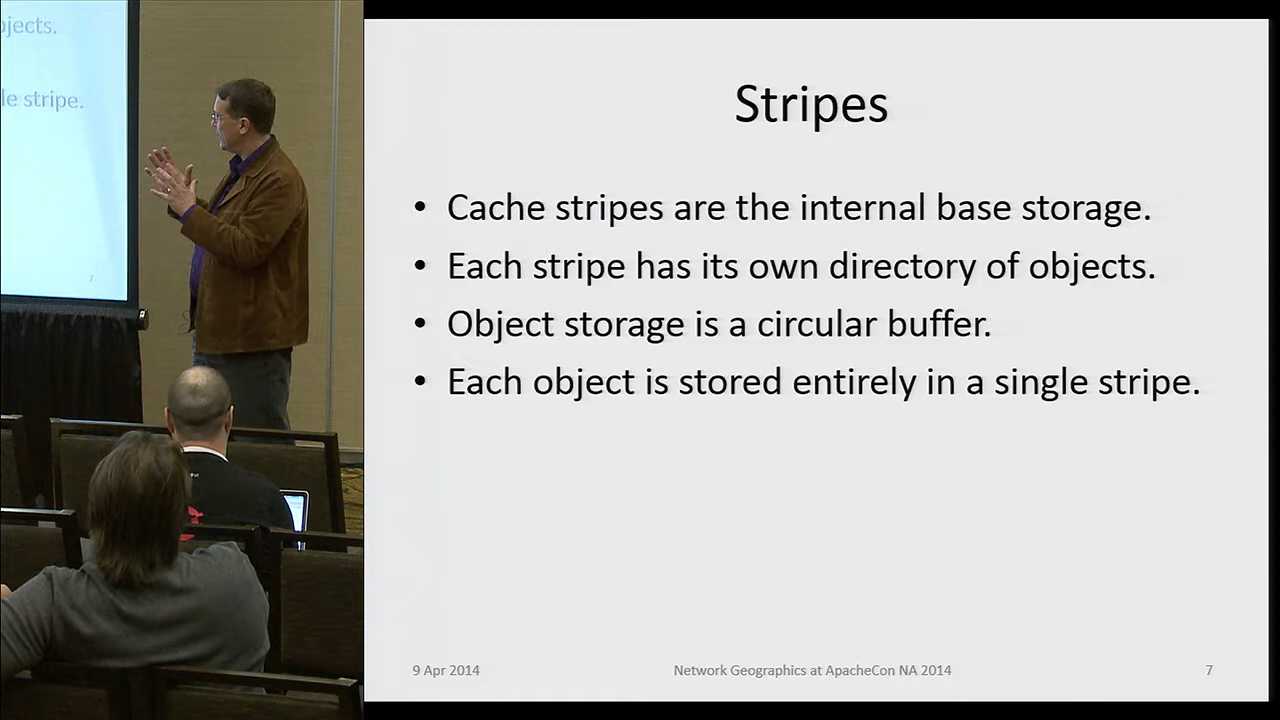 objects.
le stripe.
7
Stripes
• Cache stripes are the internal base storage.
• Each stripe has its own directory of objects.
• Object storage is a circular buffer.
• Each object is stored entirely in a single stripe.
9 Apr 2014
Network Geographics at ApacheCon NA 2014
7